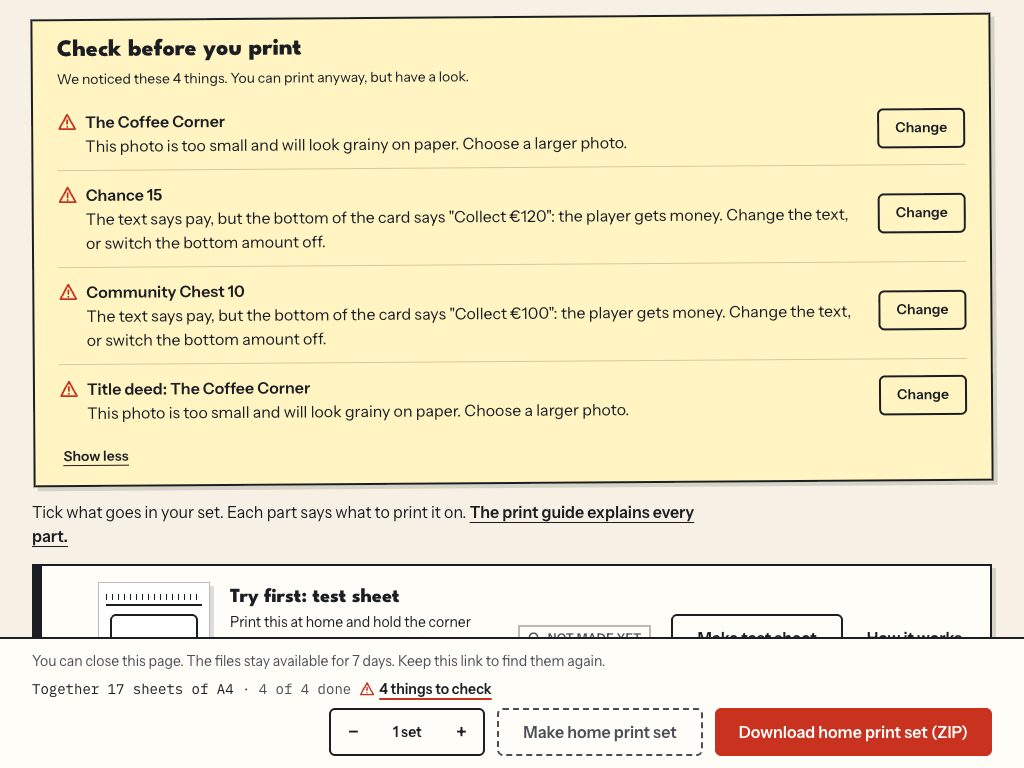 Check before you print
We noticed these 4 things. You can print anyway, but have a look.
The Coffee Corner
This photo is too small and will look grainy on paper. Choose a larger photo.
Change
Chance 15
The text says pay, but the bottom of the card says "Collect €120": the player gets money. Change the text,
or switch the bottom amount off.
Change
Community Chest 10
The text says pay, but the bottom of the card says "Collect €100": the player gets money. Change the text,
or switch the bottom amount off.
Change
Title deed: The Coffee Corner
This photo is too small and will look grainy on paper. Choose a larger photo.
Change
Show less
Tick what goes in your set. Each part says what to print it on. The print guide explains every
part.
Try first: test sheet
Print this at home and hold the corner
NOT MADE YET
Make test sheet
How it works
You can close this page. The files stay available for 7 days. Keep this link to find them again.
Together 17 sheets of A4 · 4 of 4 done 4 things to check
− 1 set +
Make home print set
Download home print set (ZIP)